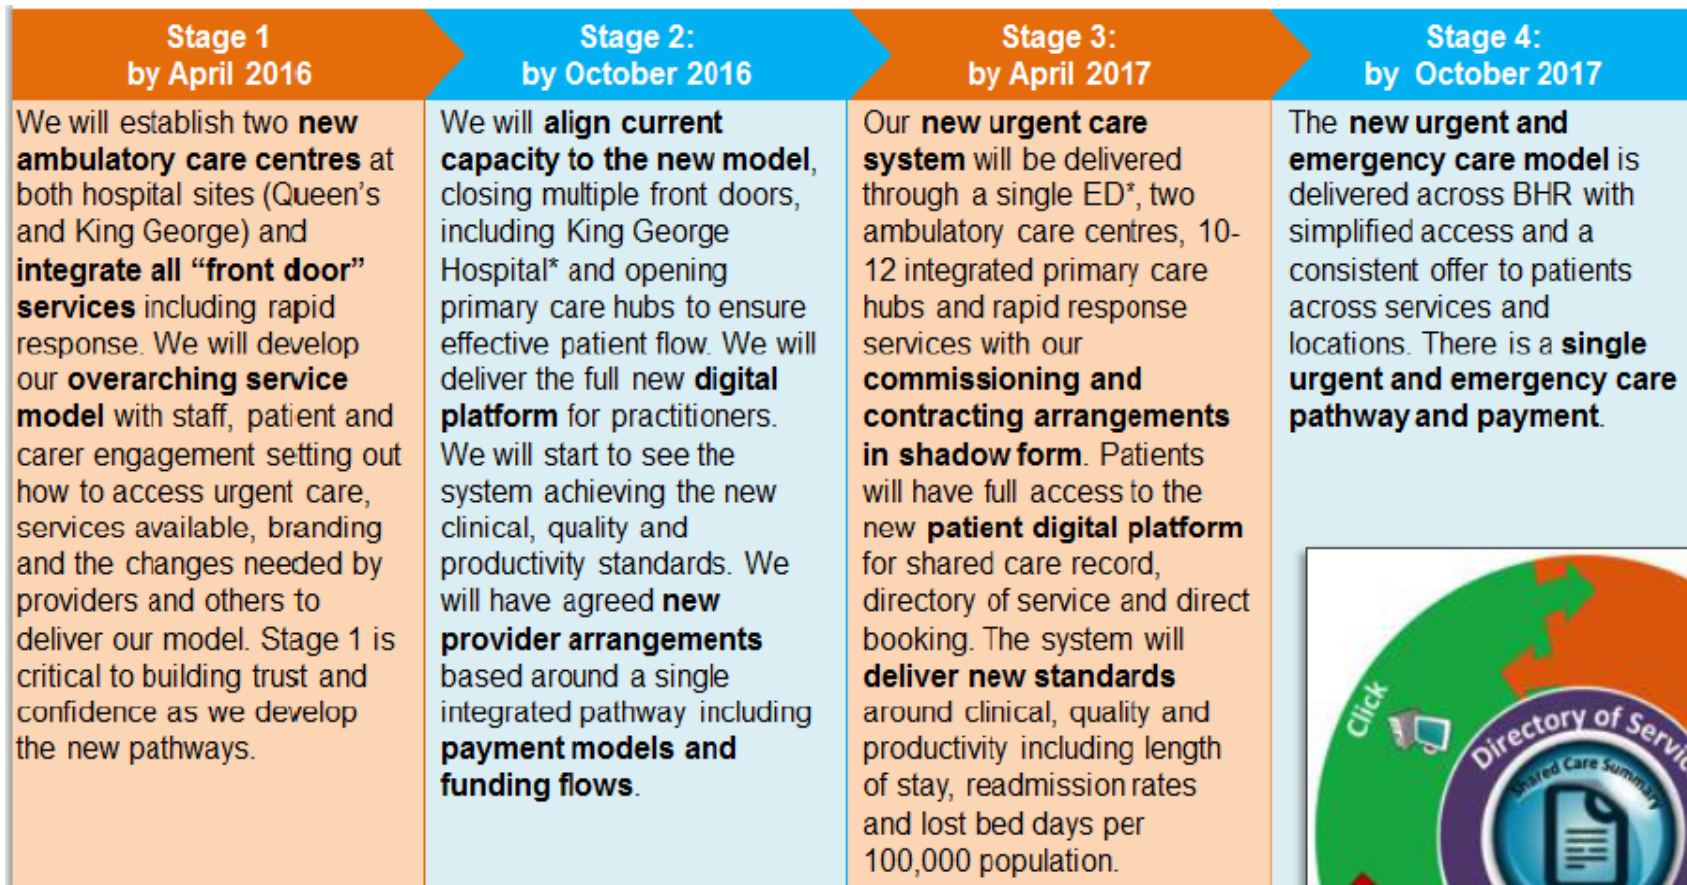 Stage 1
by April 2016
We will establish two new
ambulatory care centres at
both hospital sites (Queen's
and King George) and
integrate all “front door”
services including rapid
response. We will develop
our overarching service
model with staff, patient and
carer engagement setting out
how to access urgent care,
services available, branding
and the changes needed by
providers and others to
deliver our model. Stage 1 is
critical to building trust and
confidence as we develop
the new pathways.
Stage 2:
by October 2016
We will align current
capacity to the new model,
closing multiple front doors,
including King George
Hospital* and opening
primary care hubs to ensure
effective patient flow. We will
deliver the full new digital
platform for practitioners.
We will start to see the
system achieving the new
clinical, quality and
productivity standards. We
will have agreed new
provider arrangements
based around a single
integrated pathway including
payment models and
funding flows.
Stage 3:
by April 2017
Our new urgent care
system will be delivered
through a single ED*, two
ambulatory care centres, 10-
12 integrated primary care
hubs and rapid response
services with our
commissioning and
contracting arrangements
in shadow form. Patients
will have full access to the
new patient digital platform
for shared care record,
directory of service and direct
booking. The system will
deliver new standards
around clinical, quality and
productivity including length
of stay, readmission rates
and lost bed days per
100,000 population.
Stage 4:
by October 2017
The new urgent and
emergency care model is
delivered across BHR with
simplified access and a
consistent offer to patients
across services and
locations. There is a single
urgent and emergency care
pathway and payment.
Click
Directory of Servic
Shared Care Summary